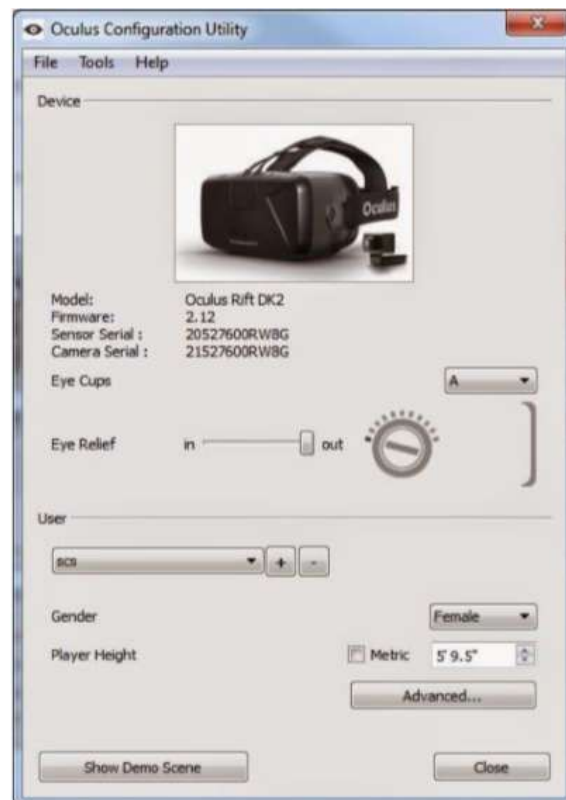 Oculus Configuration Utility
File Tools Help
Device
Oculus
Model: Oculus Rift DK2
Firmware: 2.12
Sensor Serial : 20527600RW8G
Camera Serial : 21527600RW8G
Eye Cups A
Eye Relief in out
User
scs + -
Gender Female
Player Height Metric 5' 9.5"
Advanced...
Show Demo Scene Close